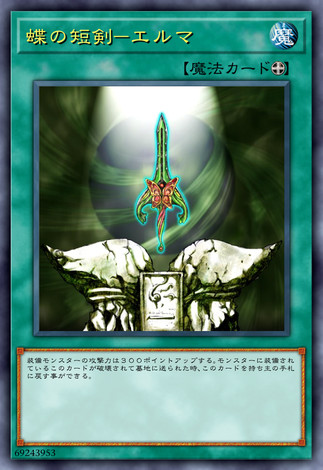 蝶の短剣－エルマ
魔
【魔法カード】
装備モンスターの攻撃力は３００ポイントアップする。モンスターに装備され
ているこのカードが破壊されて墓地に送られた時、このカードを持ち主の手札
に戻す事ができる。
69243953